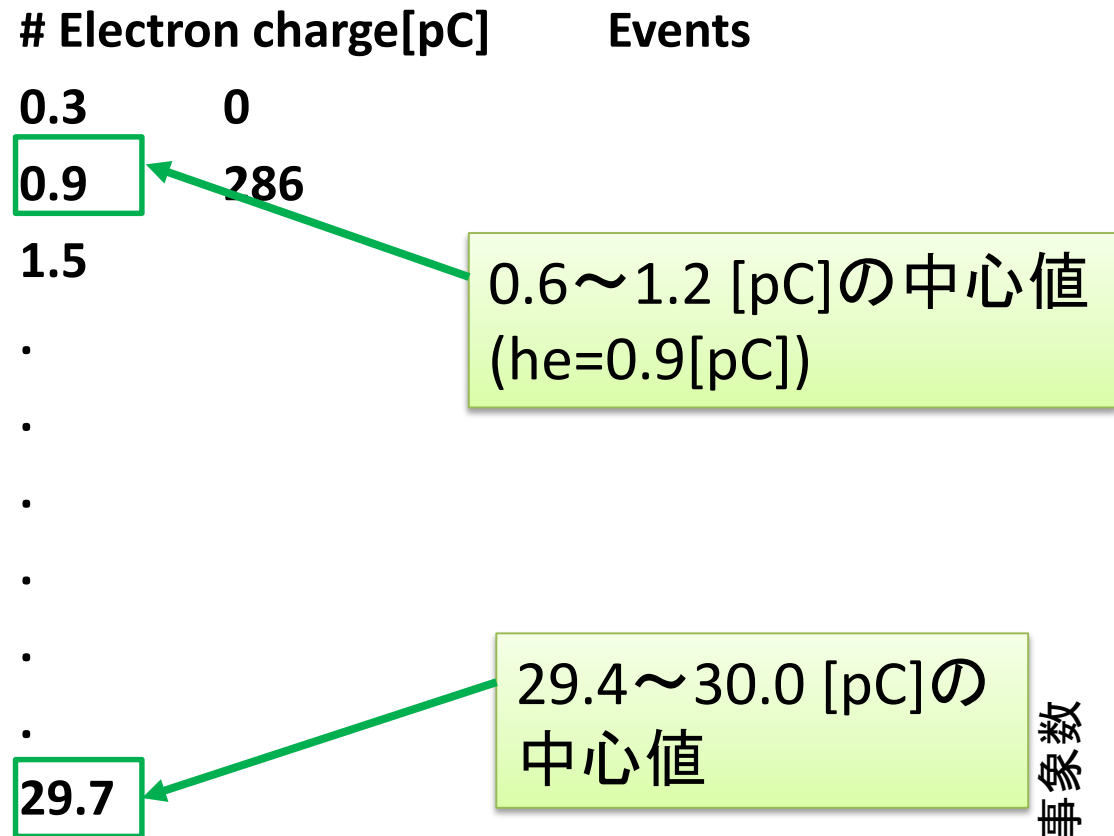 # Electron charge[pC] Events
0.3 0
0.9 286
1.5
.
.
.
.
.
.
29.7
0.6～1.2 [pC]の中心値
(he=0.9[pC])
29.4～30.0 [pC]の
中心値
事象数